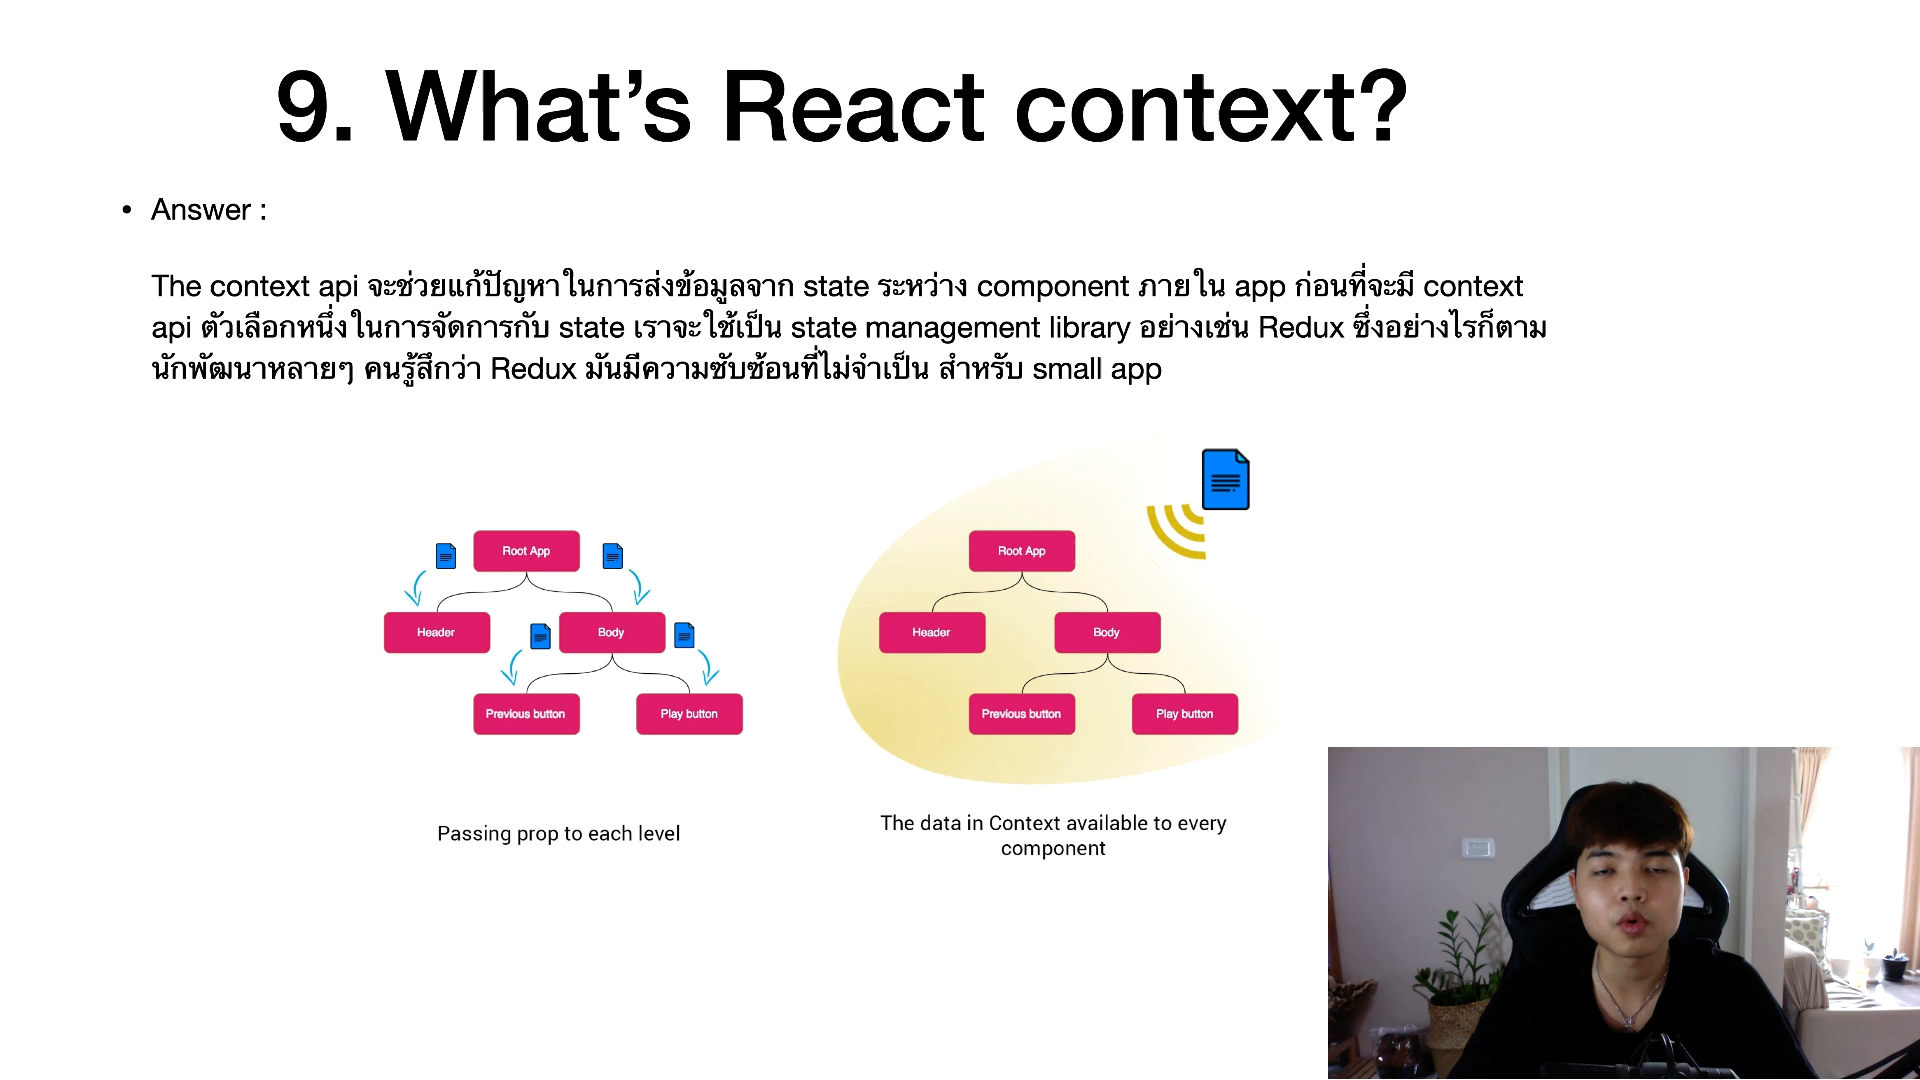 9. What's React context?
• Answer :
The context api จะช่วยแก้ปัญหาในการส่งข้อมูลจาก state ระหว่าง component ภายใน app ก่อนที่จะมี context
api ตัวเลือกหนึ่งในการจัดการกับ state เราจะใช้เป็น state management library อย่างเช่น Redux ซึ่งอย่างไรก็ตาม
นักพัฒนาหลายๆ คนรู้สึกว่า Redux มันมีความซับซ้อนที่ไม่จำเป็น สำหรับ small app
Root App
Header
Body
Previous button
Play button
Passing prop to each level
Root App
Header
Body
Previous button
Play button
The data in Context available to every
component